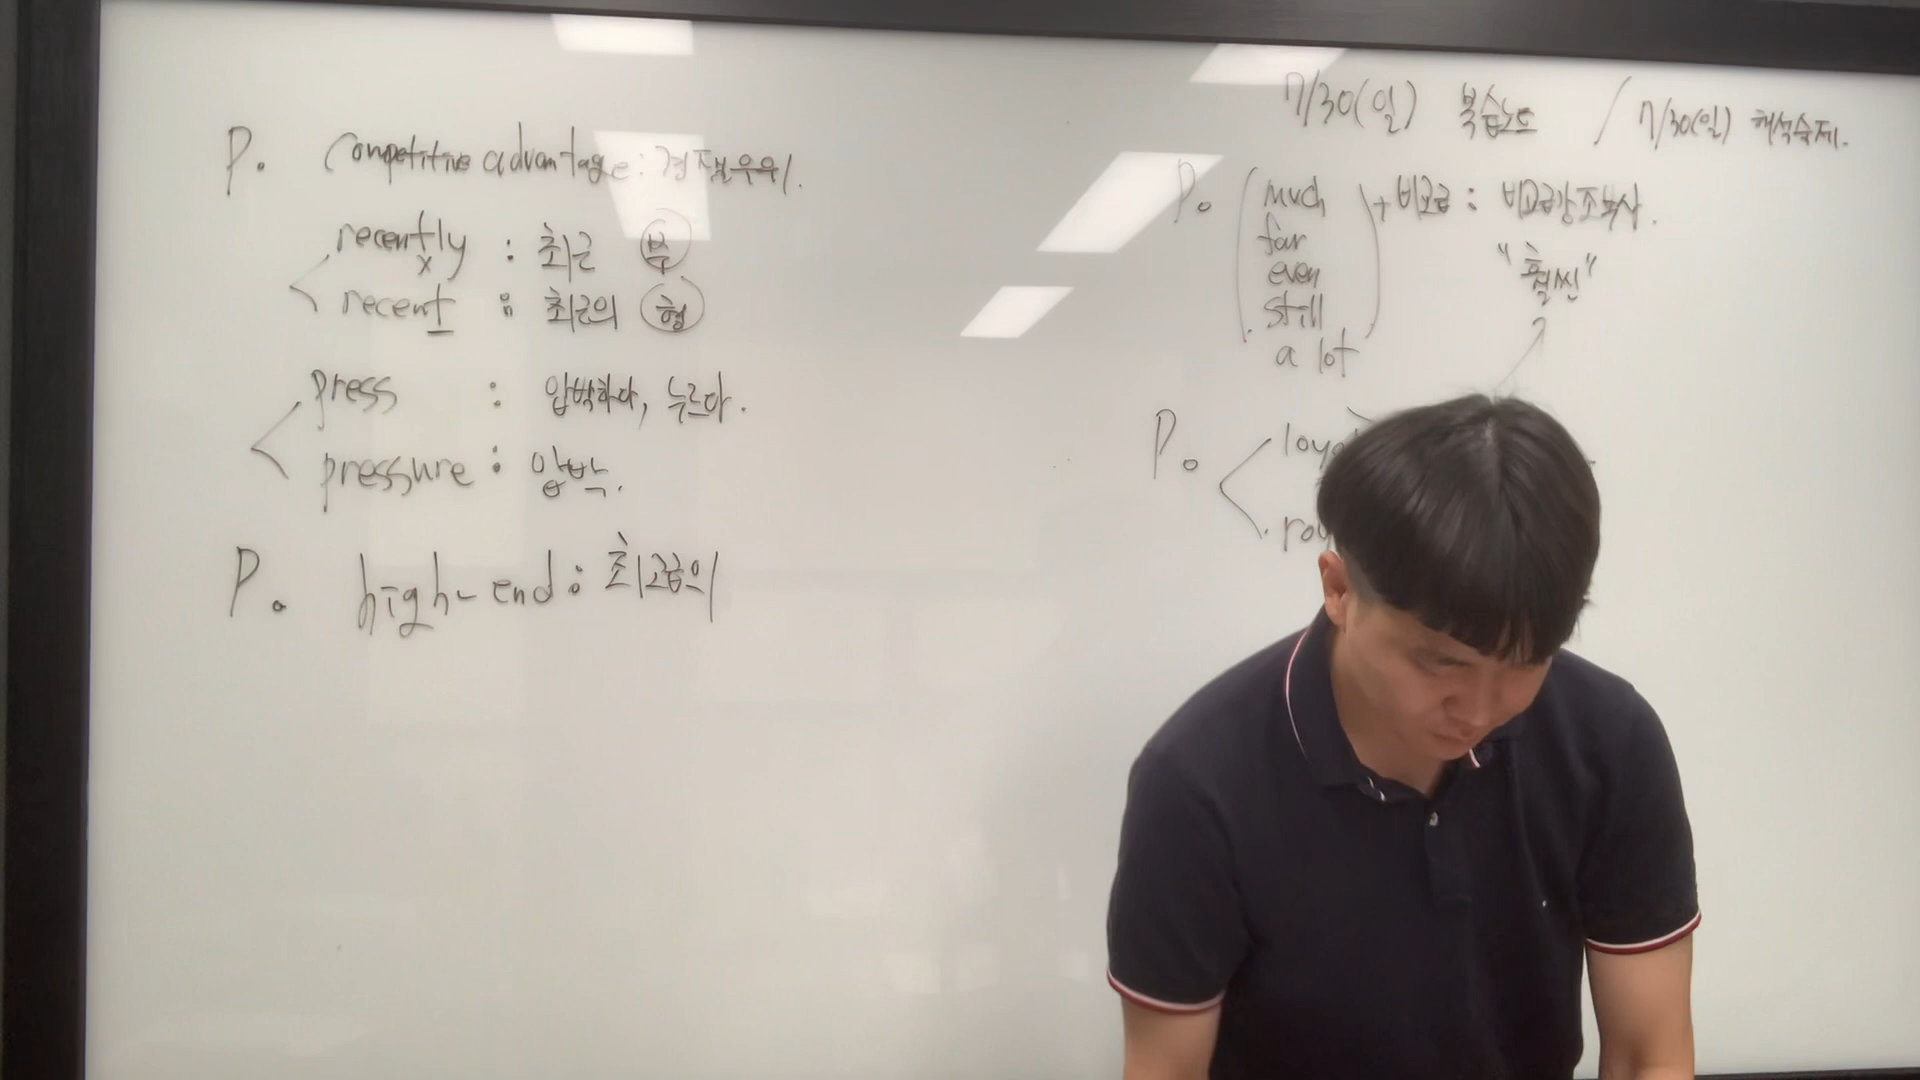 P. Competitive advantage : 경쟁우위.
recently : 최근 부
x
recent : 최근의 형
press : 압박하다, 누르다.
pressure : 압박.
P. high-end : 최고급의
7/30(일) 복습노트 / 7/30(일) 해석숙제.
P. ( much ) + 비교급 : 비교급강조부사.
far
even
still
a lot
"훨씬"
P.